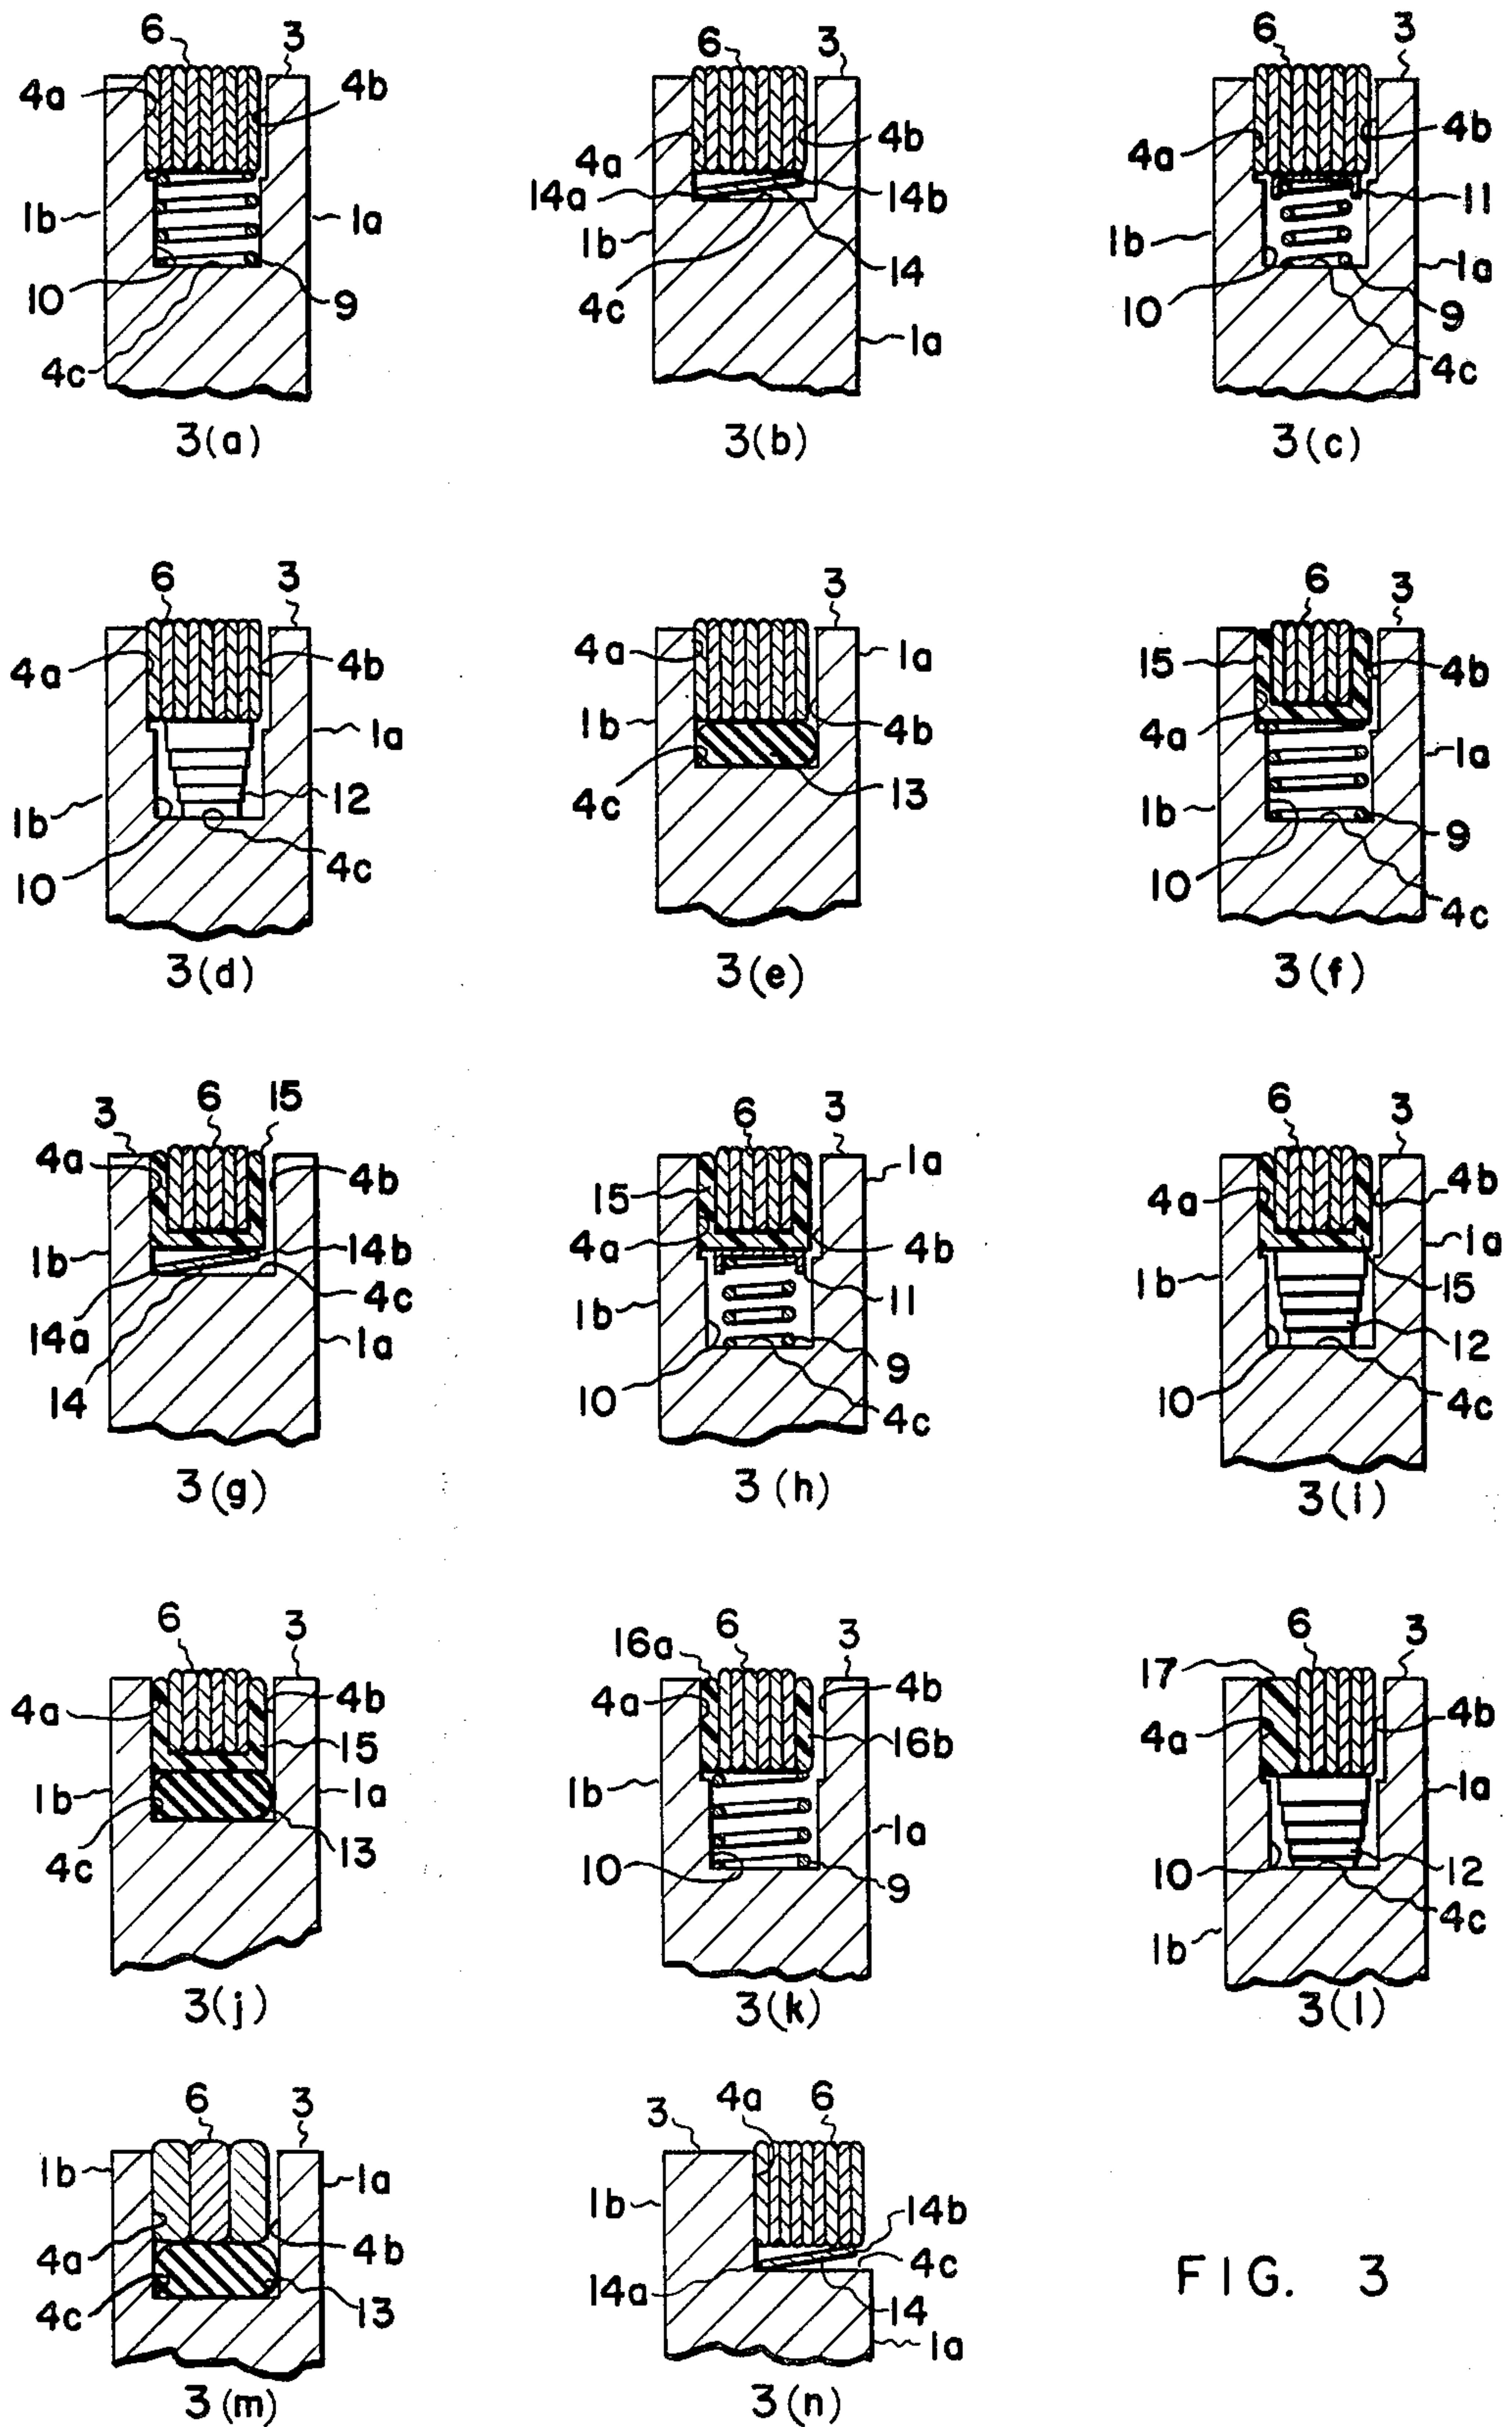 6 3 6 3 6 3
4a 4b 4a 4b 4a 4b
14a 14b 11
1b 1a 1b 14 1b 1a
10 9 4c 10 9
4c 1a 4c
3(a) 3(b) 3(c)
6 3 3 6 3
4a 4b 4a 1a 15 4b
1a 1b 4b 4a 1a
1b 12 4c 13 1b 9
10 4c 10 4c
3(d) 3(e) 3(f)
3 6 15 6 3 6 3
4a 4b 15 1a 4a 4b
1b 14b 4a 4b 1b 1a
4c 1b 11 15
14a 1a 9 12
14 10 4c 10 4c
3(g) 3(h) 3(i)
6 3 16a 6 3 17 6 3
4a 4b 4a 4b 4a 4b
15 16b
1b 1a 1b 1a 1a
4c 13 10 9 10 12
4c
1b
3(j) 3(k) 3(l)
6 3 3 4a 6
1b 1a 1b 14b
4a 4b 4c
4c 13 14a 14
1a
3(m) 3(n)
FIG. 3